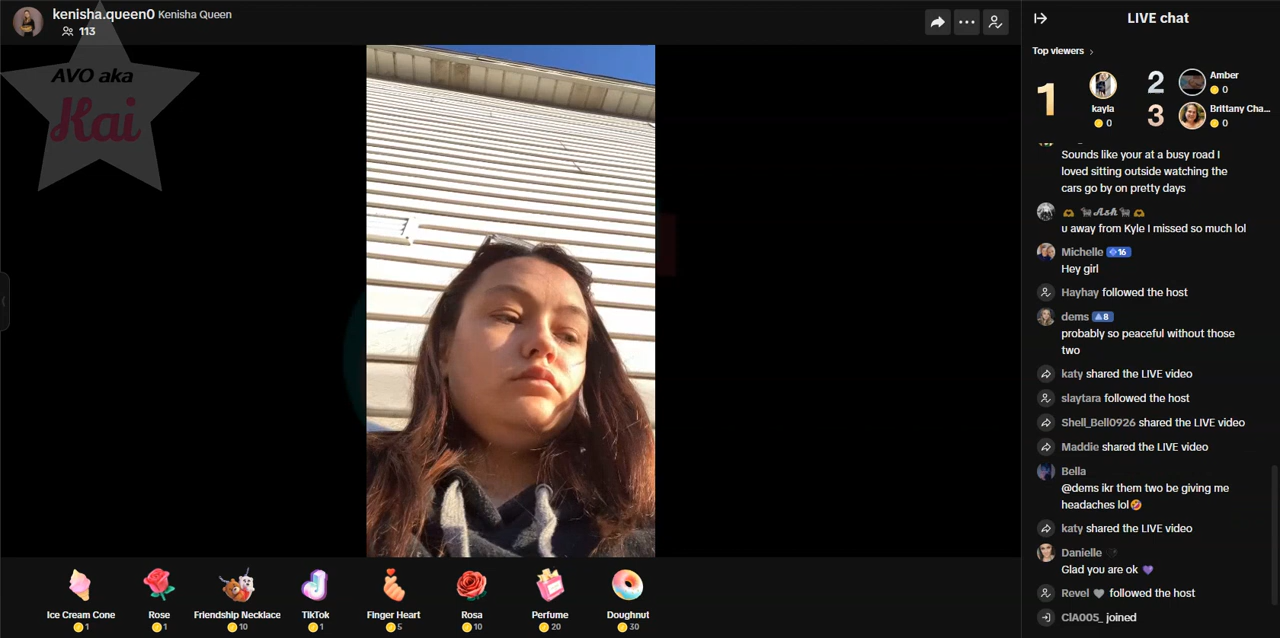 kenisha.queen0 Kenisha Queen
113
AVO aka
Kai
LIVE chat
Top viewers
1
kayla
0
2
Amber
0
3
Brittany Cha...
0
Sounds like your at a busy road I
loved sitting outside watching the
cars go by on pretty days
𝓐𝓼𝓱
u away from Kyle I missed so much lol
Michelle 16
Hey girl
Hayhay followed the host
dems 8
probably so peaceful without those
two
katy shared the LIVE video
slaytara followed the host
Shell_Bell0926 shared the LIVE video
Maddie shared the LIVE video
Bella
@dems ikr them two be giving me
headaches lol🤣
katy shared the LIVE video
Danielle 🖤
Glad you are ok 💜
Revel 🤍 followed the host
ClA005_ joined
Ice Cream Cone
1
Rose
1
Friendship Necklace
10
TikTok
1
Finger Heart
5
Rosa
10
Perfume
20
Doughnut
30